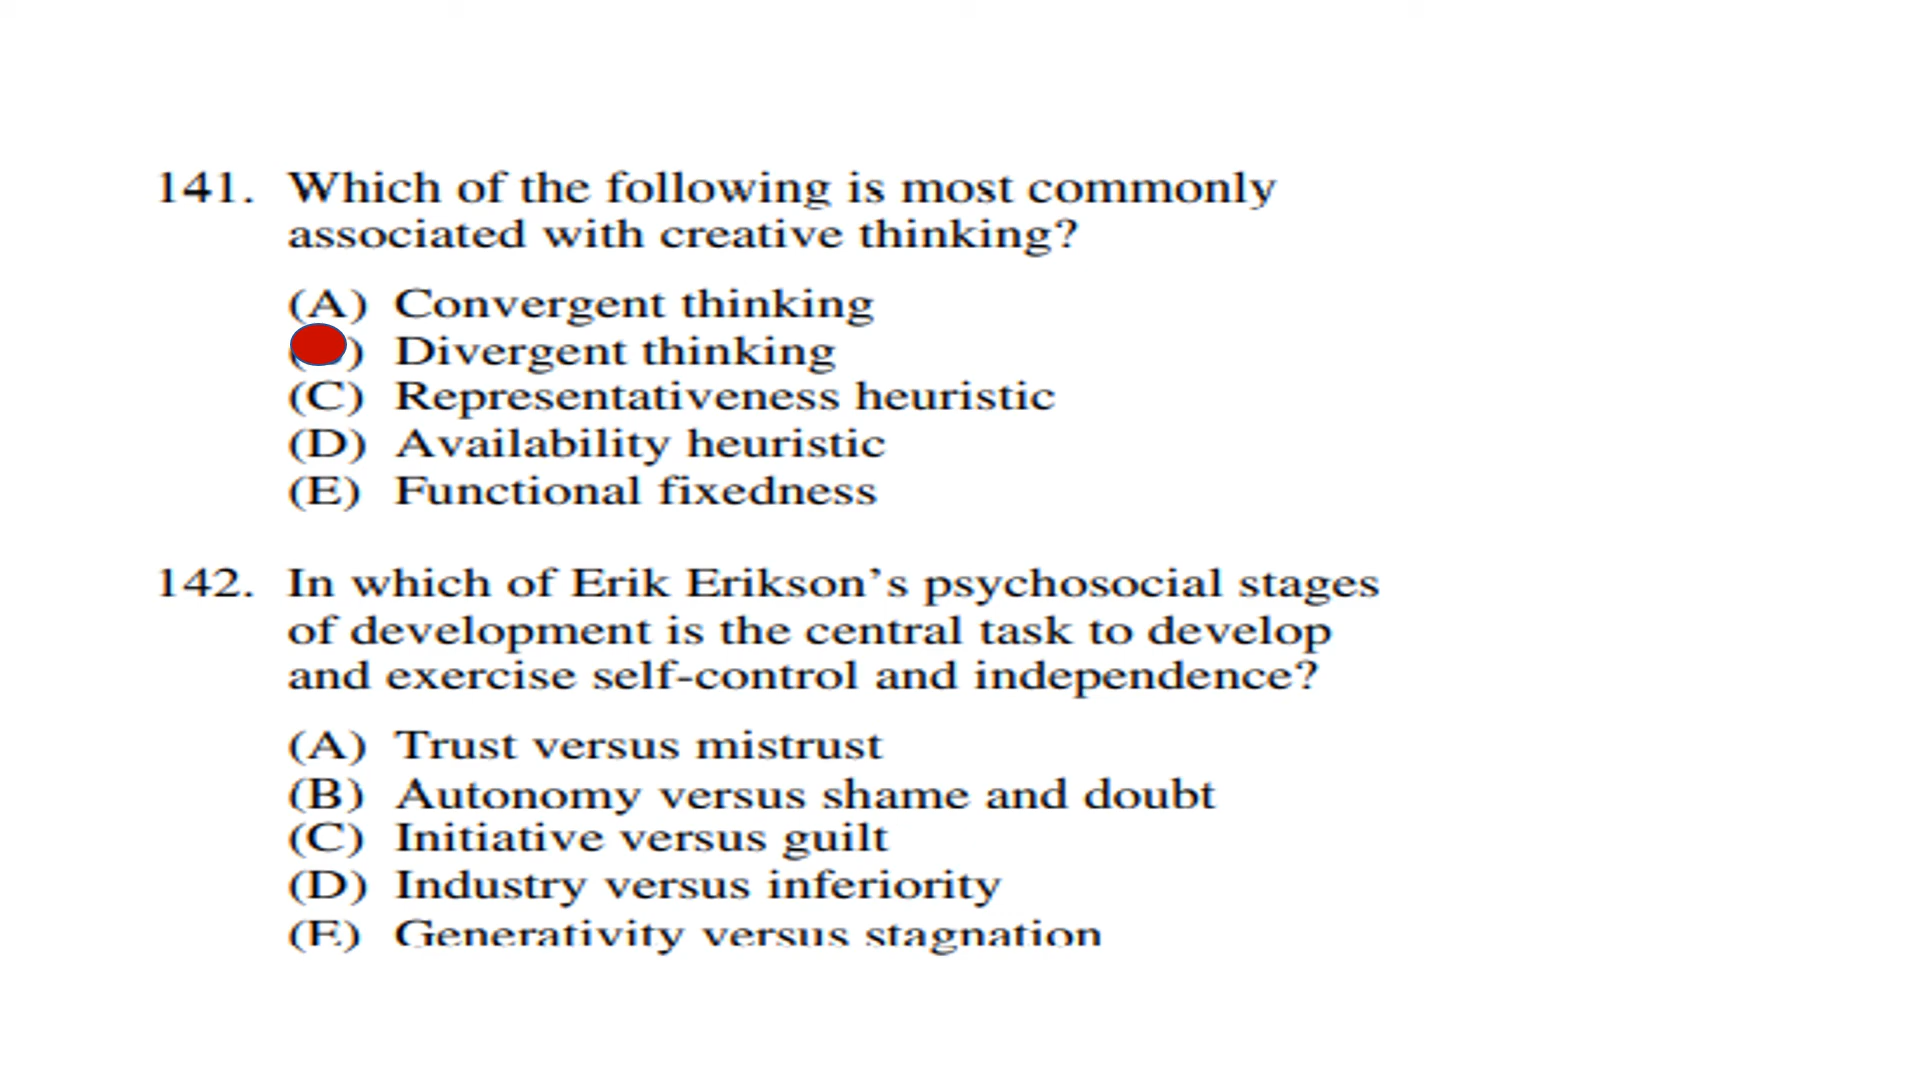 141. Which of the following is most commonly
associated with creative thinking?
(A) Convergent thinking
) Divergent thinking
(C) Representativeness heuristic
(D) Availability heuristic
(E) Functional fixedness
142. In which of Erik Erikson’s psychosocial stages
of development is the central task to develop
and exercise self-control and independence?
(A) Trust versus mistrust
(B) Autonomy versus shame and doubt
(C) Initiative versus guilt
(D) Industry versus inferiority
(E) Generativity versus stagnation